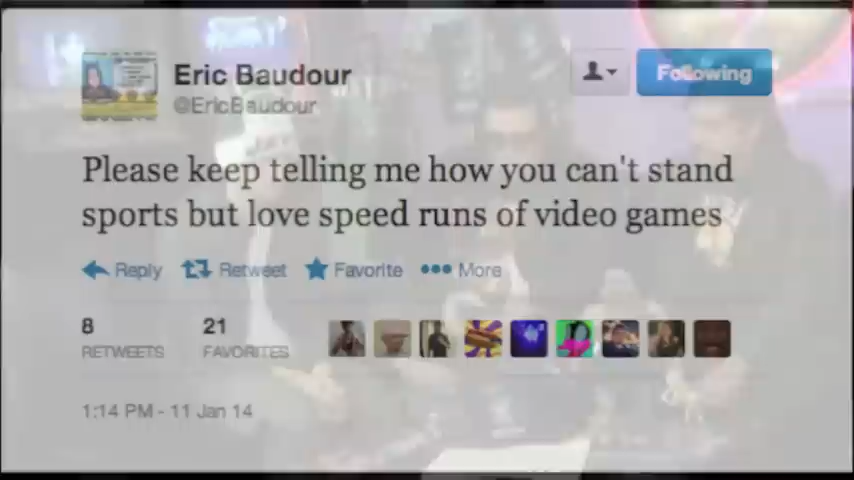 Eric Baudour
@EricBaudour
Following
Please keep telling me how you can't stand
sports but love speed runs of video games
Reply Retweet Favorite More
8 21
RETWEETS FAVORITES
1:14 PM - 11 Jan 14